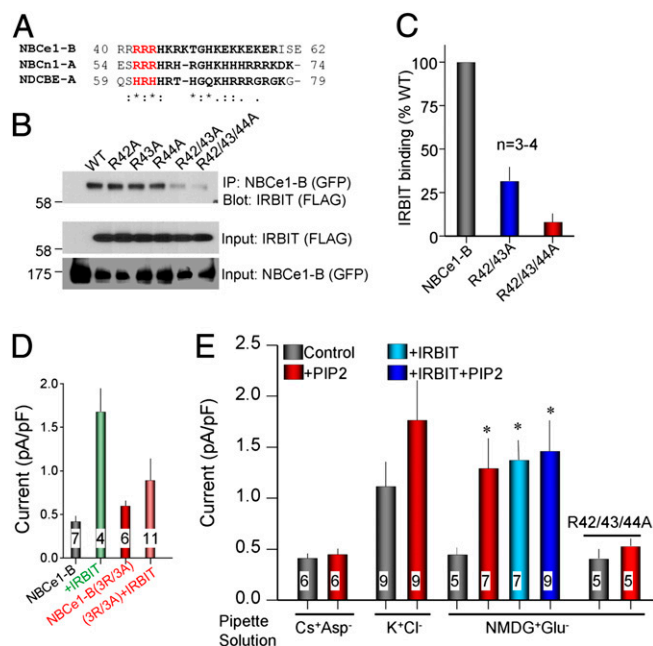 A
NBCe1-B 40 RRRRRHKRKTGHKEKKEKERISE 62
NBCn1-A 54 ESRRRHRH-RGHKHHHRRRKDK- 74
NDCBE-A 59 QSHRHHRT-HGQKHRRRGRGKG- 79
:*:*: *:*.::. .
B
WT R42A R43A R44A R42/43A R42/43/44A
IP: NBCe1-B (GFP)
58 Blot: IRBIT (FLAG)
58 Input: IRBIT (FLAG)
175 Input: NBCe1-B (GFP)
C
IRBIT binding (% WT)
100
75
50
25
0
n=3-4
NBCe1-B R42/43A R42/43/44A
D
Current (pA/pF)
2.0
1.5
1.0
0.5
0.0
7 4 6 11
NBCe1-B +IRBIT NBCe1-B(3R/3A) (3R/3A)+IRBIT
E
Control +IRBIT
+PIP2 +IRBIT+PIP2
Current (pA/pF)
2.5
2.0
1.5
1.0
0.5
0.0
* * *
R42/43/44A
6 6 9 9 5 7 7 9 5 5
Pipette Solution Cs+Asp- K+Cl- NMDG+Glu-